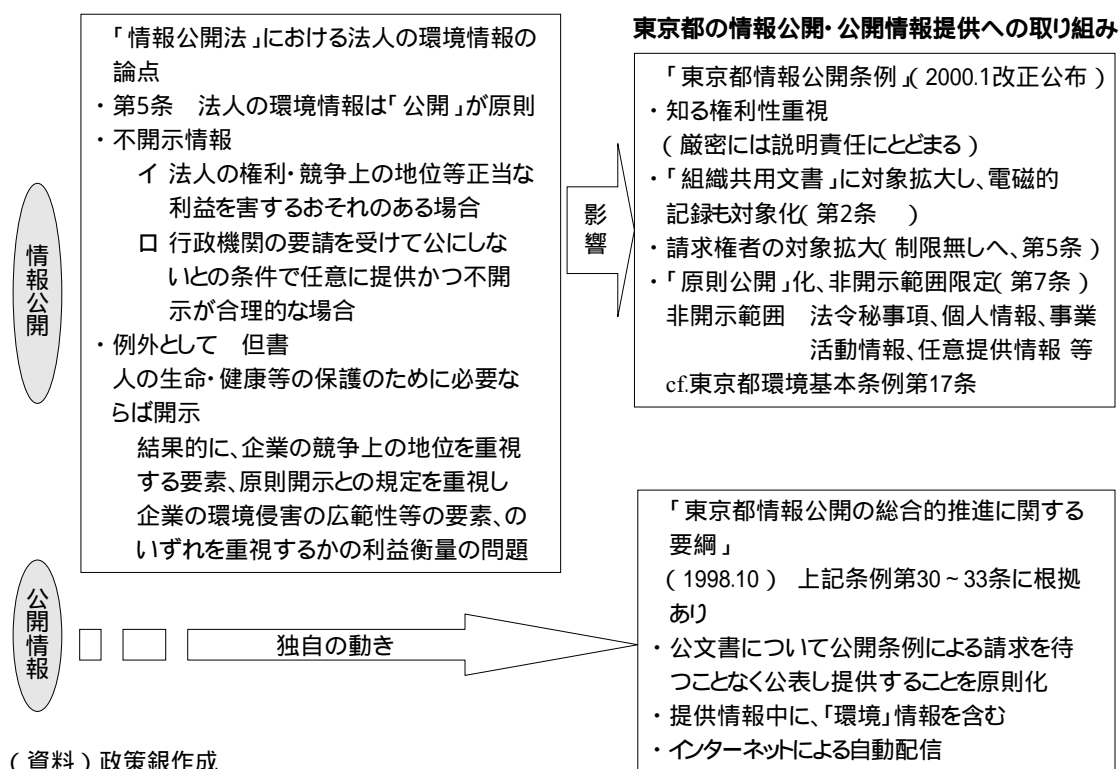 情報公開
「情報公開法」における法人の環境情報の
論点
・第5条　法人の環境情報は「公開」が原則
・不開示情報
イ 法人の権利・競争上の地位等正当な
利益を害するおそれのある場合
ロ 行政機関の要請を受けて公にしな
いとの条件で任意に提供かつ不開
示が合理的な場合
・例外として　但書
人の生命・健康等の保護のために必要な
らば開示
結果的に、企業の競争上の地位を重視
する要素、原則開示との規定を重視し
企業の環境侵害の広範性等の要素、の
いずれを重視するかの利益衡量の問題
影響
東京都の情報公開・公開情報提供への取り組み
「東京都情報公開条例」（2000.1改正公布）
・知る権利性重視
（厳密には説明責任にとどまる）
・「組織共用文書」に対象拡大し、電磁的
記録も対象化（第2条　）
・請求権者の対象拡大（制限無しへ、第5条）
・「原則公開」化、非開示範囲限定（第7条）
非開示範囲　法令秘事項、個人情報、事業
活動情報、任意提供情報 等
cf.東京都環境基本条例第17条
公開情報
独自の動き
「東京都情報公開の総合的推進に関する
要綱」
（1998.10）　上記条例第30～33条に根拠
あり
・公文書について公開条例による請求を待
つことなく公表し提供することを原則化
・提供情報中に、「環境」情報を含む
・インターネットによる自動配信
（資料）政策銀作成